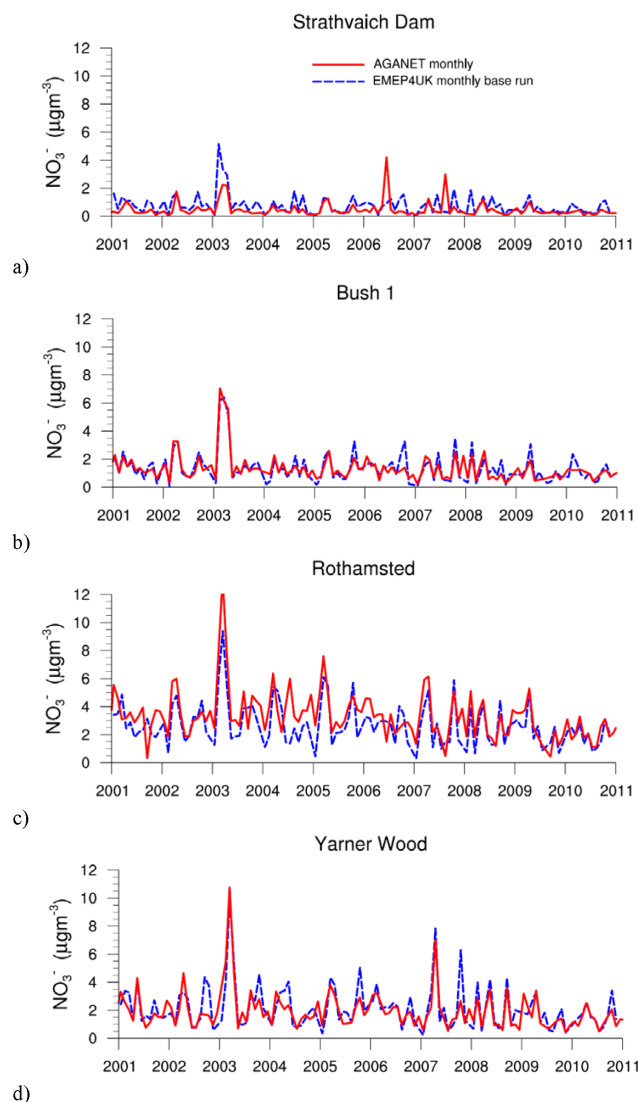 Strathvaich Dam
12
10
8
6
4
2
0
NO₃⁻ (µgm⁻³)
AGANET monthly
EMEP4UK monthly base run
2001 2002 2003 2004 2005 2006 2007 2008 2009 2010 2011
a)
Bush 1
12
10
8
6
4
2
0
NO₃⁻ (µgm⁻³)
2001 2002 2003 2004 2005 2006 2007 2008 2009 2010 2011
b)
Rothamsted
12
10
8
6
4
2
0
NO₃⁻ (µgm⁻³)
2001 2002 2003 2004 2005 2006 2007 2008 2009 2010 2011
c)
Yarner Wood
12
10
8
6
4
2
0
NO₃⁻ (µgm⁻³)
2001 2002 2003 2004 2005 2006 2007 2008 2009 2010 2011
d)